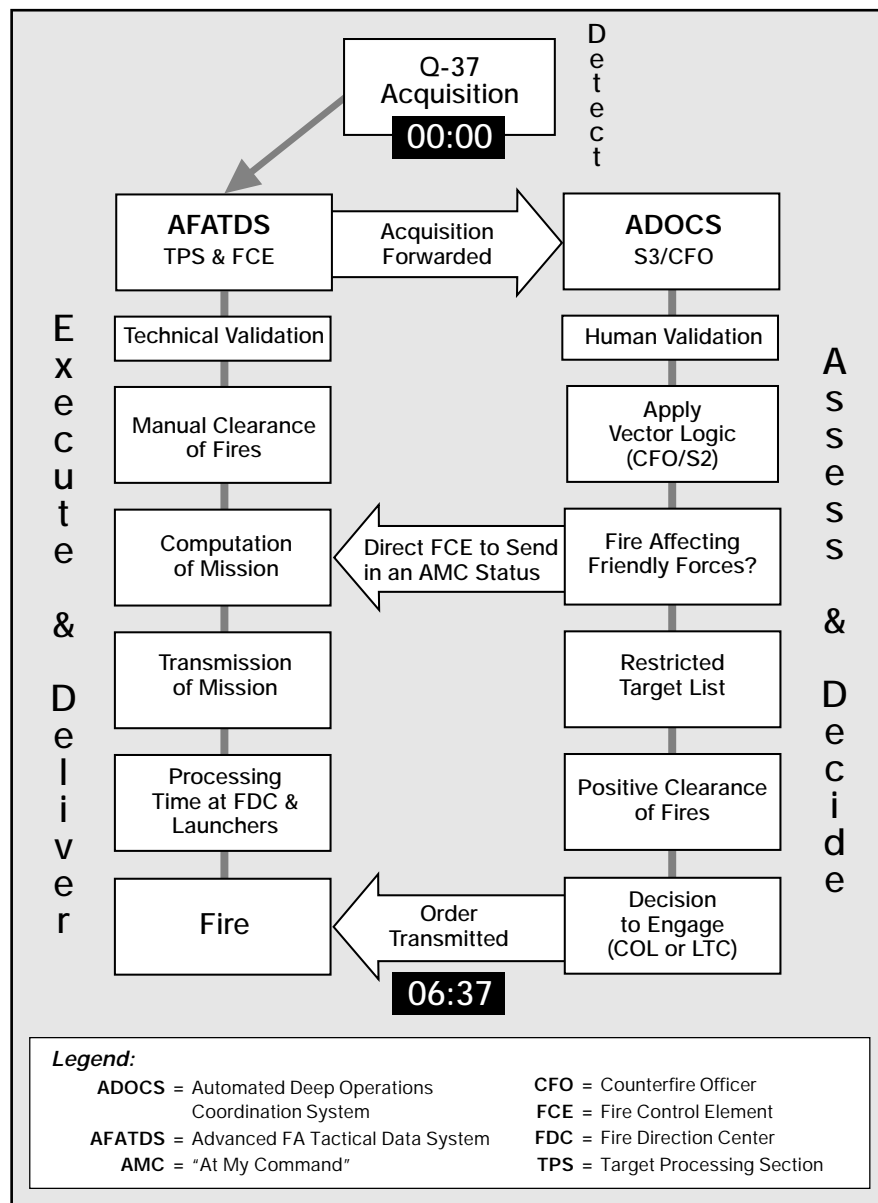 Detect
Q-37
Acquisition
00:00
AFATDS
TPS & FCE
Acquisition
Forwarded
ADOCS
S3/CFO
Execute & Deliver
Technical Validation
Manual Clearance
of Fires
Computation
of Mission
Transmission
of Mission
Processing
Time at FDC &
Launchers
Fire
Direct FCE to Send
in an AMC Status
Order
Transmitted
06:37
Human Validation
Apply
Vector Logic
(CFO/S2)
Fire Affecting
Friendly Forces?
Restricted
Target List
Positive Clearance
of Fires
Decision
to Engage
(COL or LTC)
Assess & Decide
Legend:
ADOCS = Automated Deep Operations
Coordination System
AFATDS = Advanced FA Tactical Data System
AMC = “At My Command”
CFO = Counterfire Officer
FCE = Fire Control Element
FDC = Fire Direction Center
TPS = Target Processing Section